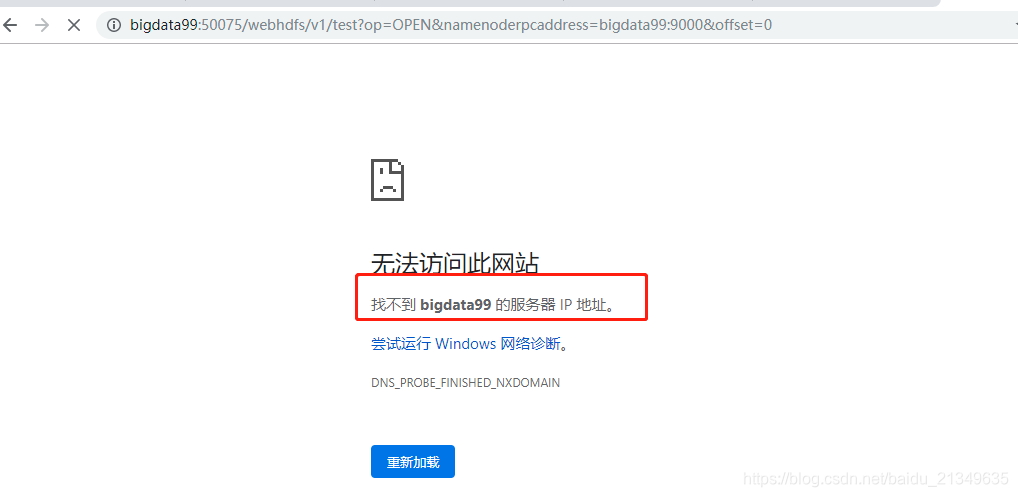 bigdata99:50075/webhdfs/v1/test?op=OPEN&namenoderpcaddress=bigdata99:9000&offset=0
无法访问此网站
找不到 bigdata99 的服务器 IP 地址。
尝试运行 Windows 网络诊断。
DNS_PROBE_FINISHED_NXDOMAIN
重新加载
https://blog.csdn.net/baidu_21349635